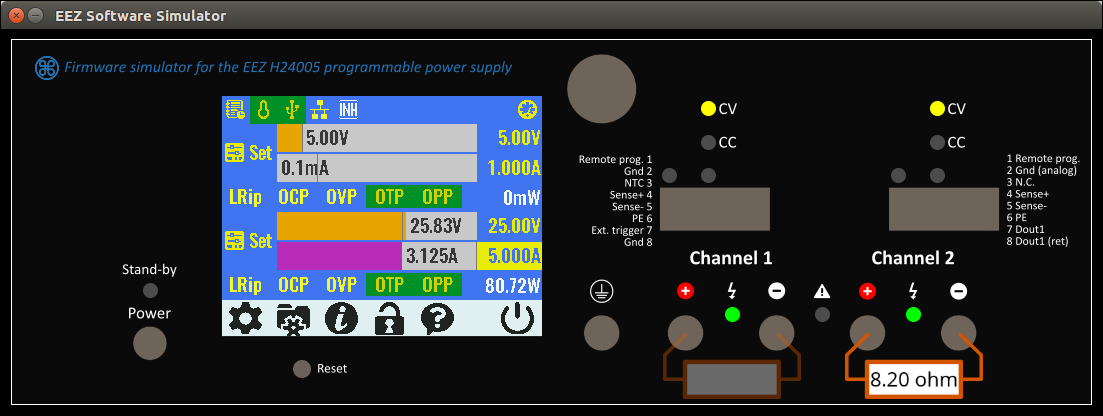 EEZ Software Simulator
Firmware simulator for the EEZ H24005 programmable power supply
INH
Set
5.00V
5.00V
0.1mA
1.000A
LRip OCP OVP OTP OPP 0mW
Set
25.83V
25.00V
3.125A
5.000A
LRip OCP OVP OTP OPP 80.72W
Stand-by
Power
Reset
CV
CC
Remote prog. 1
Gnd 2
NTC 3
Sense+ 4
Sense- 5
PE 6
Ext. trigger 7
Gnd 8
Channel 1
CV
CC
1 Remote prog.
2 Gnd (analog)
3 N.C.
4 Sense+
5 Sense-
6 PE
7 Dout1
8 Dout1 (ret)
Channel 2
8.20 ohm